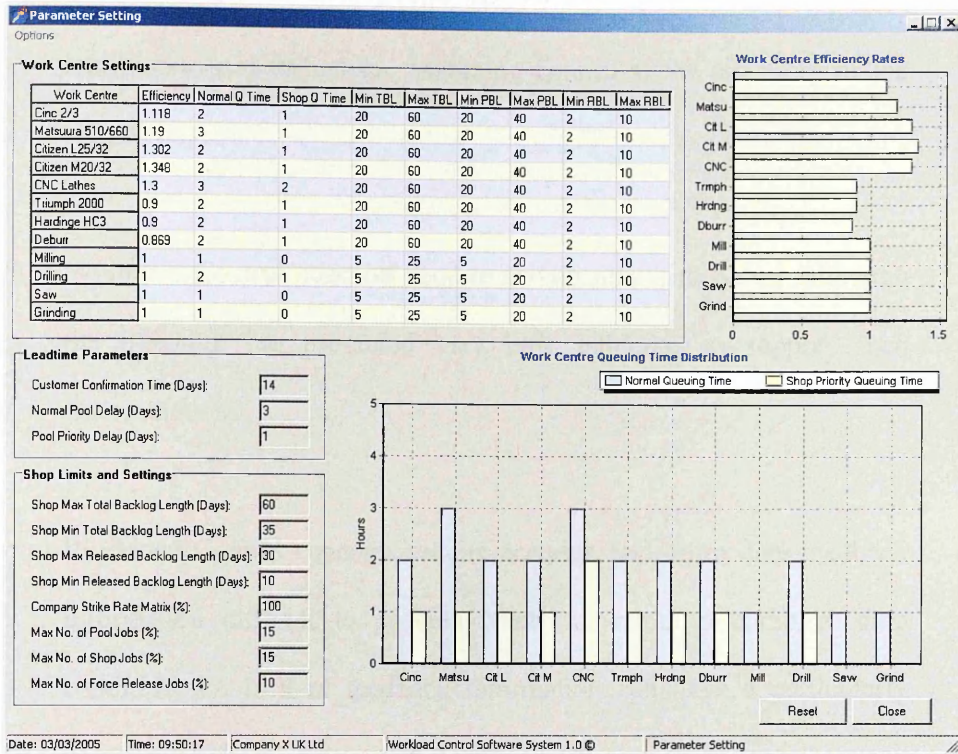 Parameter Setting
Options
Work Centre Settings
Work Centre Efficiency Normal Q Time Shop Q Time Min TBL Max TBL Min PBL Max PBL Min RBL Max RBL
Cinc 2/3 1.118 2 1 20 60 20 40 2 10
Matsuura 510/660 1.19 3 1 20 60 20 40 2 10
Citizen L25/32 1.302 2 1 20 60 20 40 2 10
Citizen M20/32 1.348 2 1 20 60 20 40 2 10
CNC Lathes 1.3 3 2 20 60 20 40 2 10
Triumph 2000 0.9 2 1 20 60 20 40 2 10
Hardinge HC3 0.9 2 1 20 60 20 40 2 10
Deburr 0.869 2 1 20 60 20 40 2 10
Milling 1 1 0 5 25 5 20 2 10
Drilling 1 2 1 5 25 5 20 2 10
Saw 1 1 0 5 25 5 20 2 10
Grinding 1 1 0 5 25 5 20 2 10
Work Centre Efficiency Rates
Cinc
Matsu
Cit L
Cit M
CNC
Trmph
Hrdng
Dburr
Mill
Drill
Saw
Grind
0 0.5 1 1.5
Leadtime Parameters
Customer Confirmation Time (Days): 14
Normal Pool Delay (Days): 3
Pool Priority Delay (Days): 1
Shop Limits and Settings
Shop Max Total Backlog Length (Days): 60
Shop Min Total Backlog Length (Days): 35
Shop Max Released Backlog Length (Days): 30
Shop Min Released Backlog Length (Days): 10
Company Strike Rate Matrix (%): 100
Max No. of Pool Jobs (%): 15
Max No. of Shop Jobs (%): 15
Max No. of Force Release Jobs (%): 10
Work Centre Queuing Time Distribution
Normal Queuing Time Shop Priority Queuing Time
5
4
3
2
1
0
Hours
Cinc Matsu Cit L Cit M CNC Trmph Hrdng Dburr Mill Drill Saw Grind
Reset Close
Date: 03/03/2005 Time: 09:50:17 Company X UK Ltd Workload Control Software System 1.0 © Parameter Setting